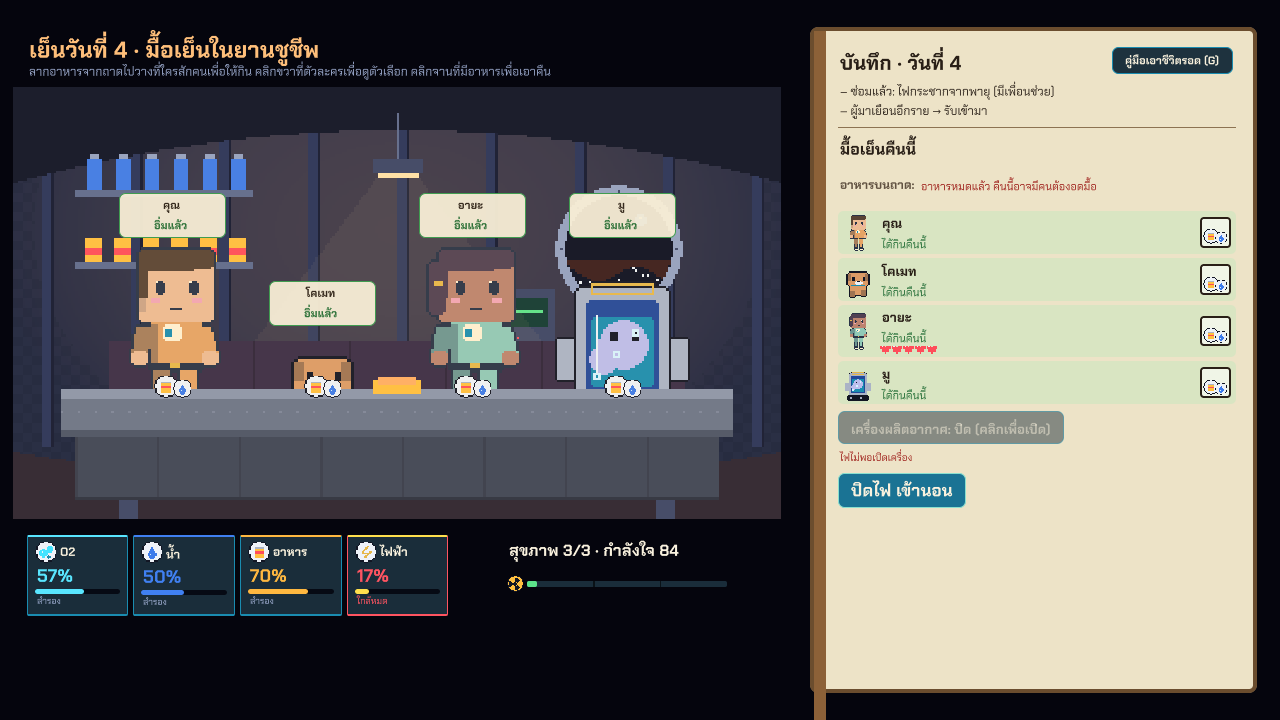 เย็นวันที่ 4 · มื้อเย็นในยานชูชีพ
ลากอาหารจากถาดไปวางที่ใครสักคนเพื่อให้กิน คลิกขวาที่ตัวละครเพื่อดูตัวเลือก คลิกจานที่มีอาหารเพื่อเอาคืน
คุณ
อิ่มแล้ว
โคเมท
อิ่มแล้ว
อายะ
อิ่มแล้ว
มู
อิ่มแล้ว
O2
57%
สำรอง
น้ำ
50%
สำรอง
อาหาร
70%
สำรอง
ไฟฟ้า
17%
ใกล้หมด
สุขภาพ 3/3 · กำลังใจ 84
บันทึก · วันที่ 4
คู่มือเอาชีวิตรอด (G)
– ซ่อมแล้ว: ไฟกระชากจากพายุ (มีเพื่อนช่วย)
– ผู้มาเยือนอีกราย → รับเข้ามา
มื้อเย็นคืนนี้
อาหารบนถาด: อาหารหมดแล้ว คืนนี้อาจมีคนต้องอดมื้อ
คุณ
ได้กินคืนนี้
โคเมท
ได้กินคืนนี้
อายะ
ได้กินคืนนี้
มู
ได้กินคืนนี้
เครื่องผลิตอากาศ: ปิด (คลิกเพื่อเปิด)
ไฟไม่พอเปิดเครื่อง
ปิดไฟ เข้านอน